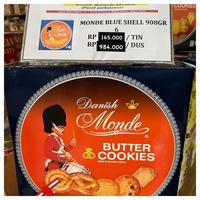 MONDE BLUE SHELL 908GR
6
RP 165.000 / TIN
RP 984.000 / DUS
Danish
Monde
BUTTER
COOKIES